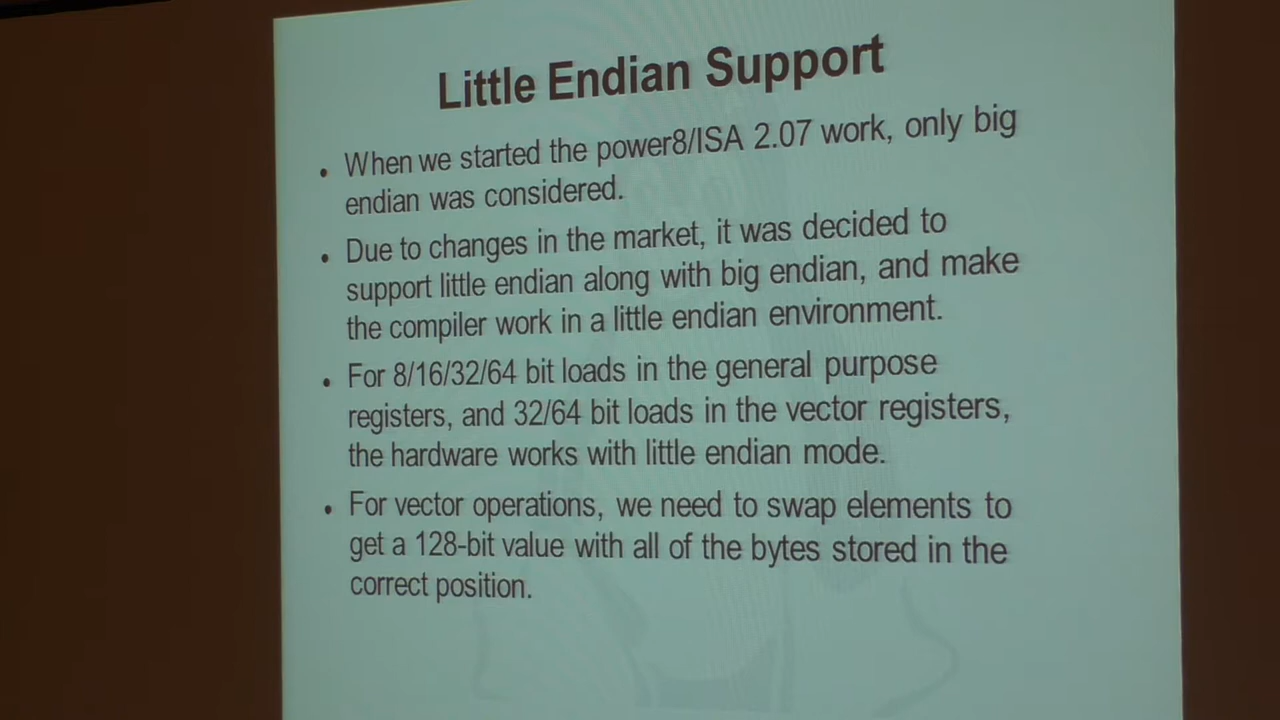 Little Endian Support
• When we started the power8/ISA 2.07 work, only big
endian was considered.
• Due to changes in the market, it was decided to
support little endian along with big endian, and make
the compiler work in a little endian environment.
• For 8/16/32/64 bit loads in the general purpose
registers, and 32/64 bit loads in the vector registers,
the hardware works with little endian mode.
• For vector operations, we need to swap elements to
get a 128-bit value with all of the bytes stored in the
correct position.